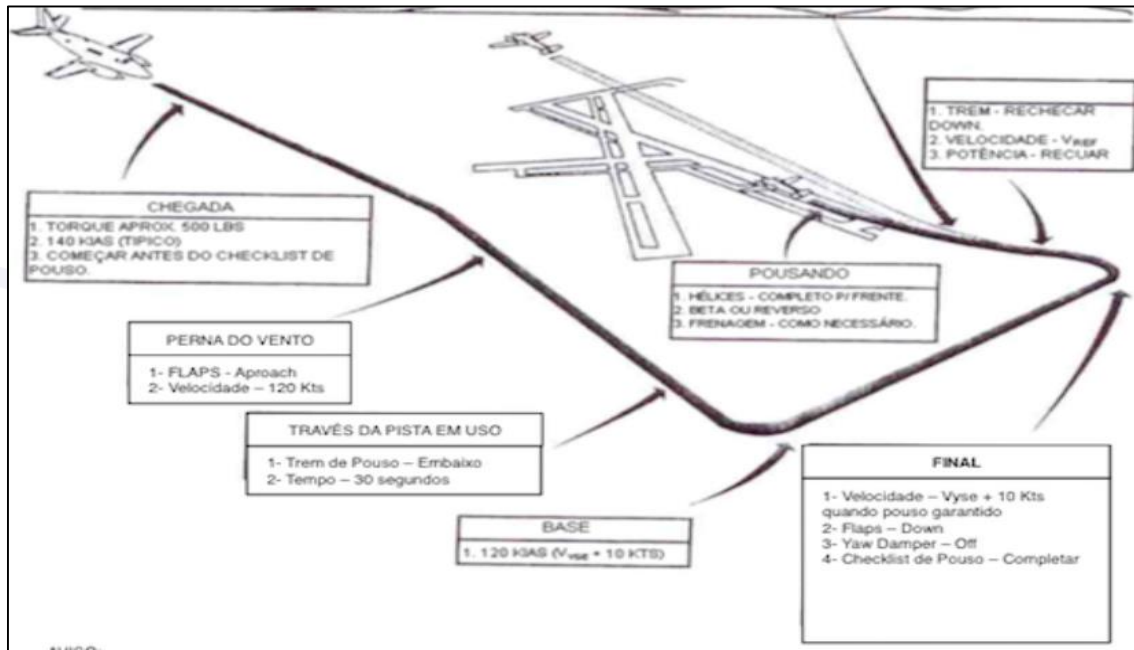 1. TREM - RECHECAR
DOWN.
2. VELOCIDADE - VREF
3. POTÊNCIA - RECUAR
CHEGADA
1. TORQUE APROX. 500 LBS
2. 140 KIAS (TIPICO)
3. COMEÇAR ANTES DO CHECKLIST DE
POUSO.
POUSANDO
1. HÉLICES - COMPLETO P/ FRENTE.
2. BETA OU REVERSO
3. FRENAGEM - COMO NECESSÁRIO.
PERNA DO VENTO
1- FLAPS - Aproach
2- Velocidade – 120 Kts
TRAVÉS DA PISTA EM USO
1- Trem de Pouso – Embaixo
2- Tempo – 30 segundos
BASE
1. 120 KIAS (VYSE + 10 KTS)
FINAL
1- Velocidade – Vyse + 10 Kts
quando pouso garantido
2- Flaps – Down
3- Yaw Damper – Off
4- Checklist de Pouso – Completar